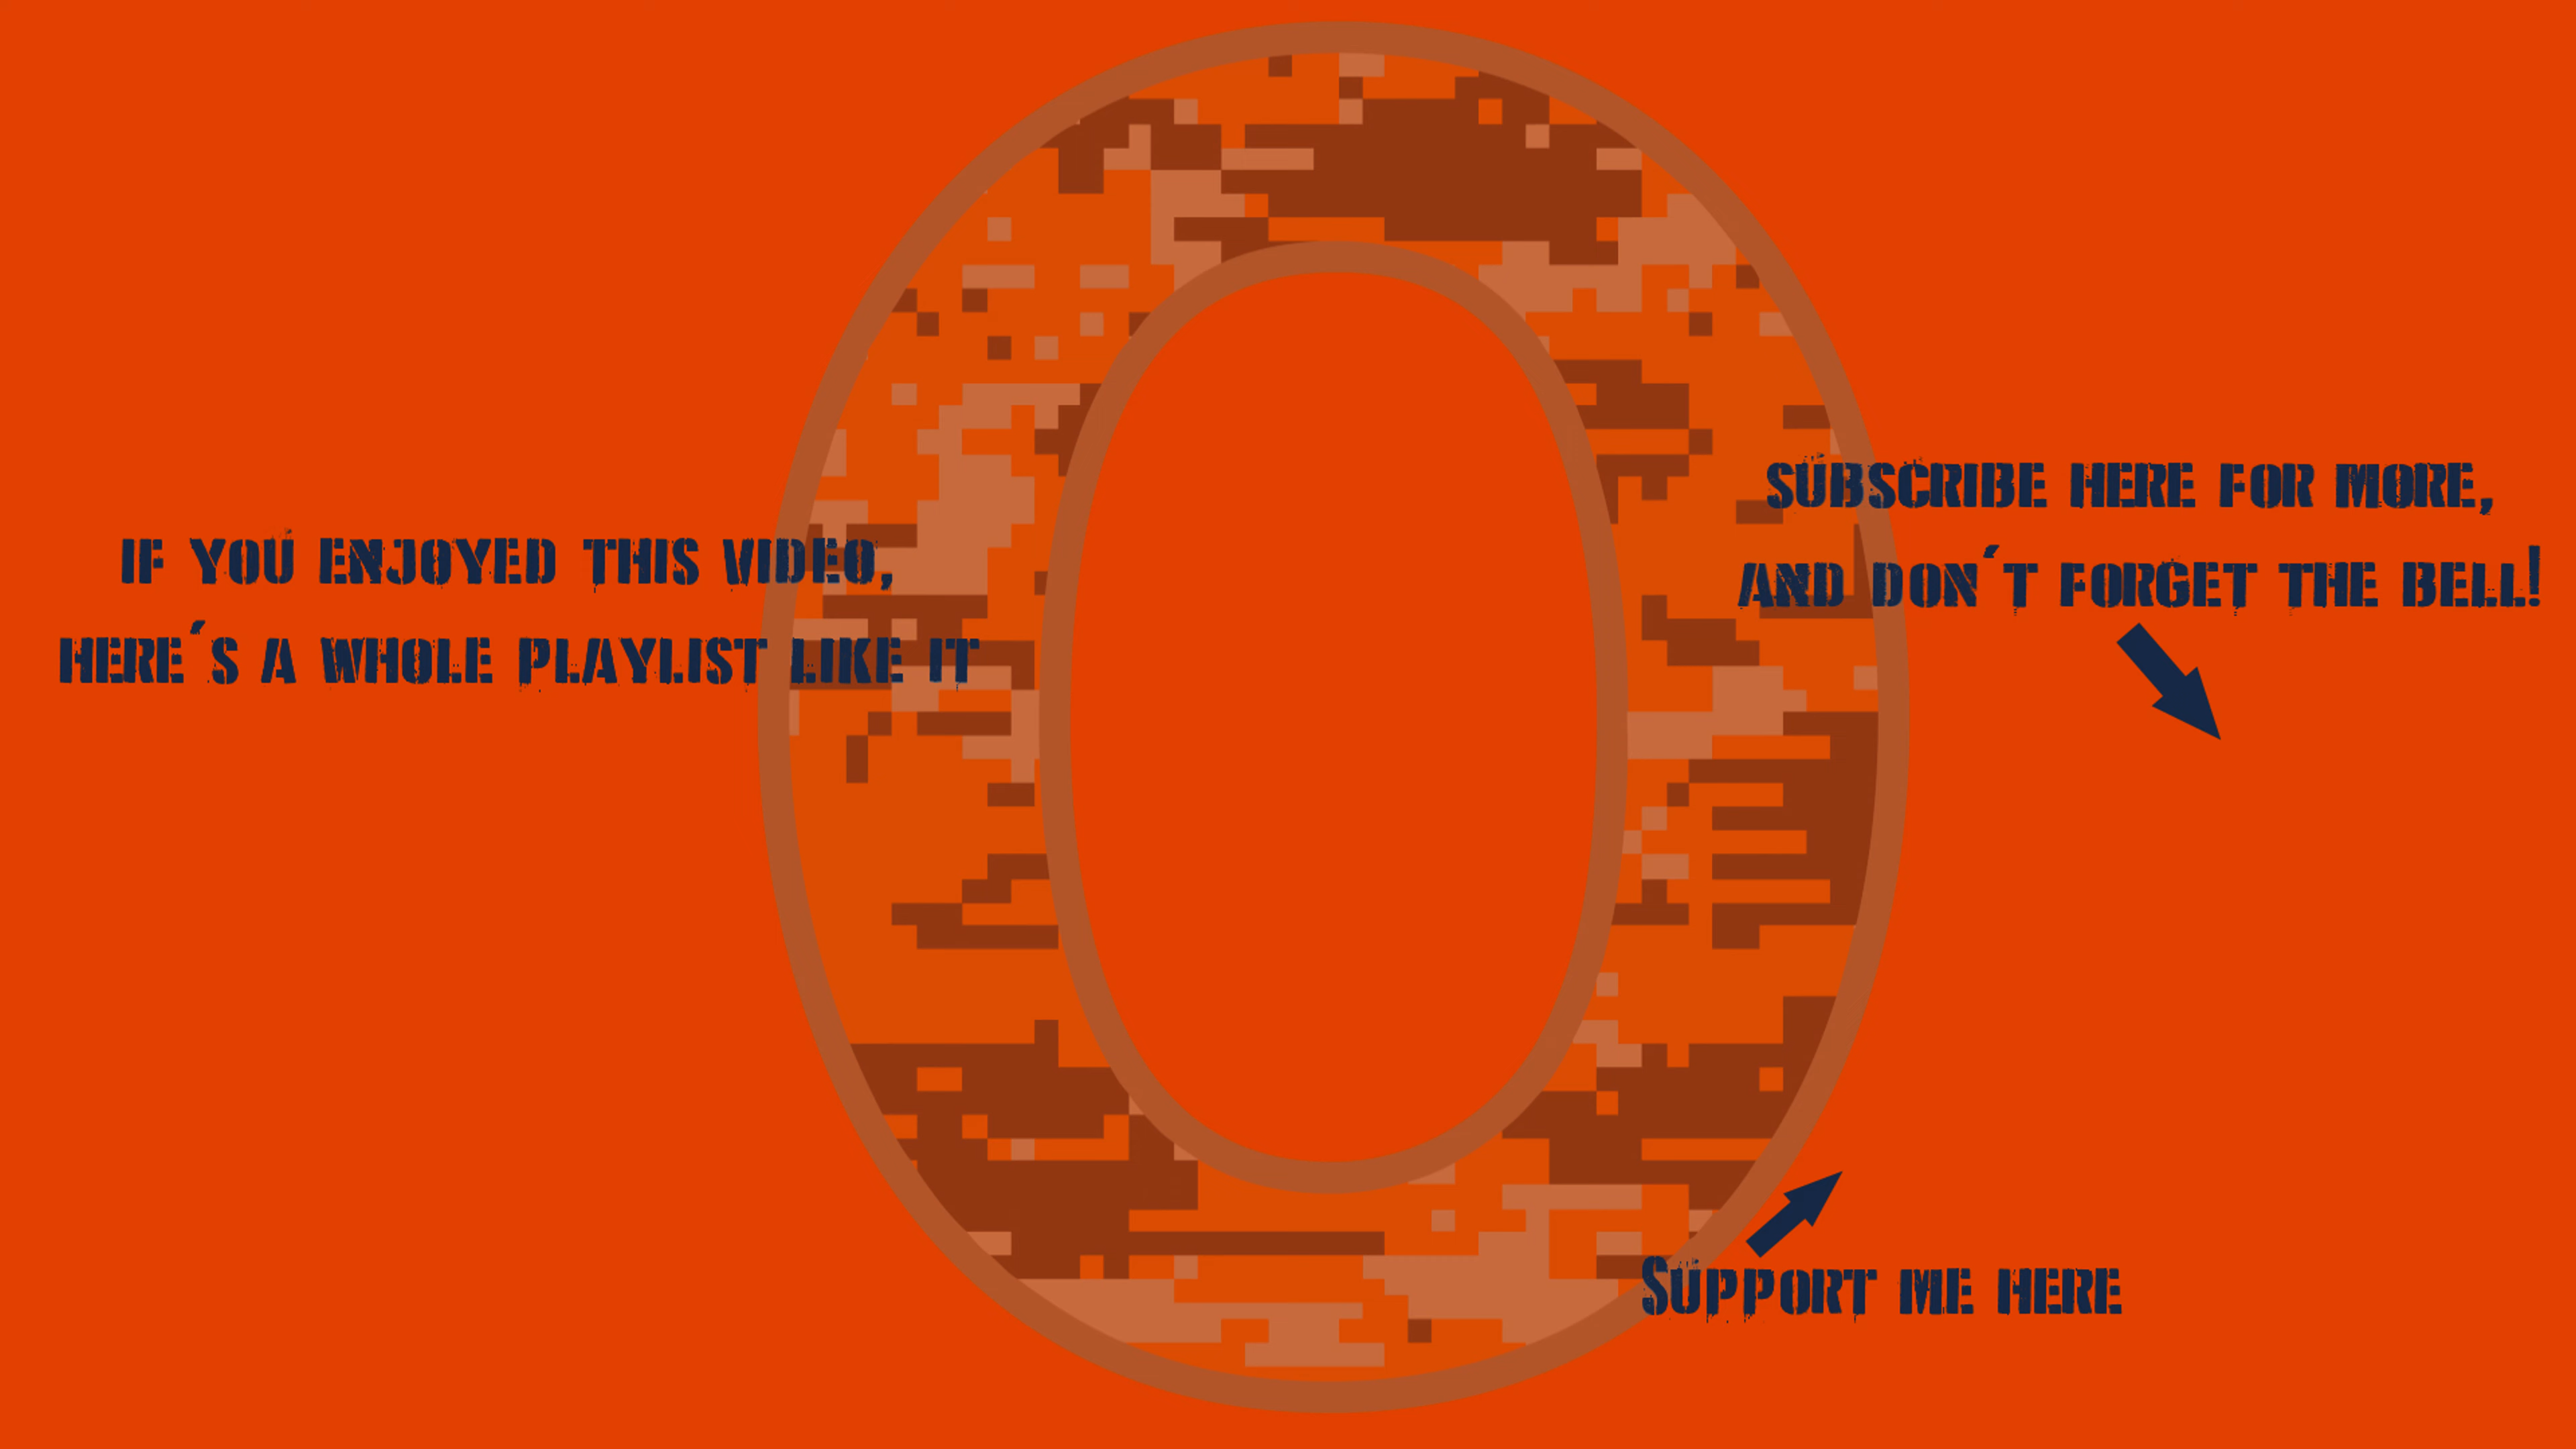 IF YOU ENJOYED THIS VIDEO,
HERE´S A WHOLE PLAYLIST LIKE IT
SUBSCRIBE HERE FOR MORE,
AND DON´T FORGET THE BELL!
SUPPORT ME HERE
O